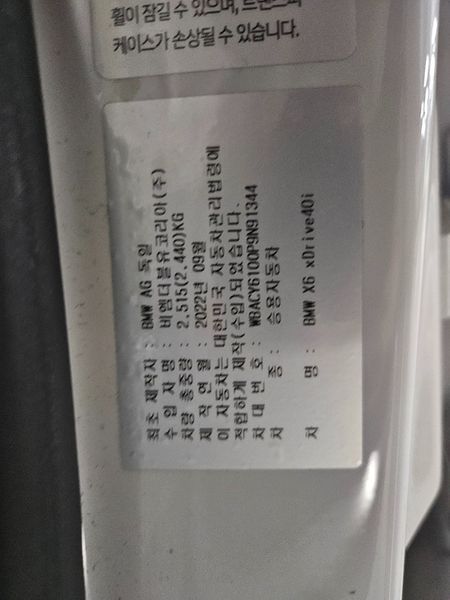 휠이 잠길 수 있으며, 트랜스퍼
케이스가 손상될 수 있습니다.
최초 제작자 : BMW AG 독일
수 입 자 명 : 비엠더블유코리아(주)
차량 총중량 : 2.515(2.440)KG
제 작 연 월 : 2022년 09월
이 자동차는 대한민국 자동차관리법령에
적합하게 제작(수입)되었습니다.
차 대 번 호 : WBACY6100P9N91344
차 종 : 승용자동차
차 명 : BMW X6 xDrive40i